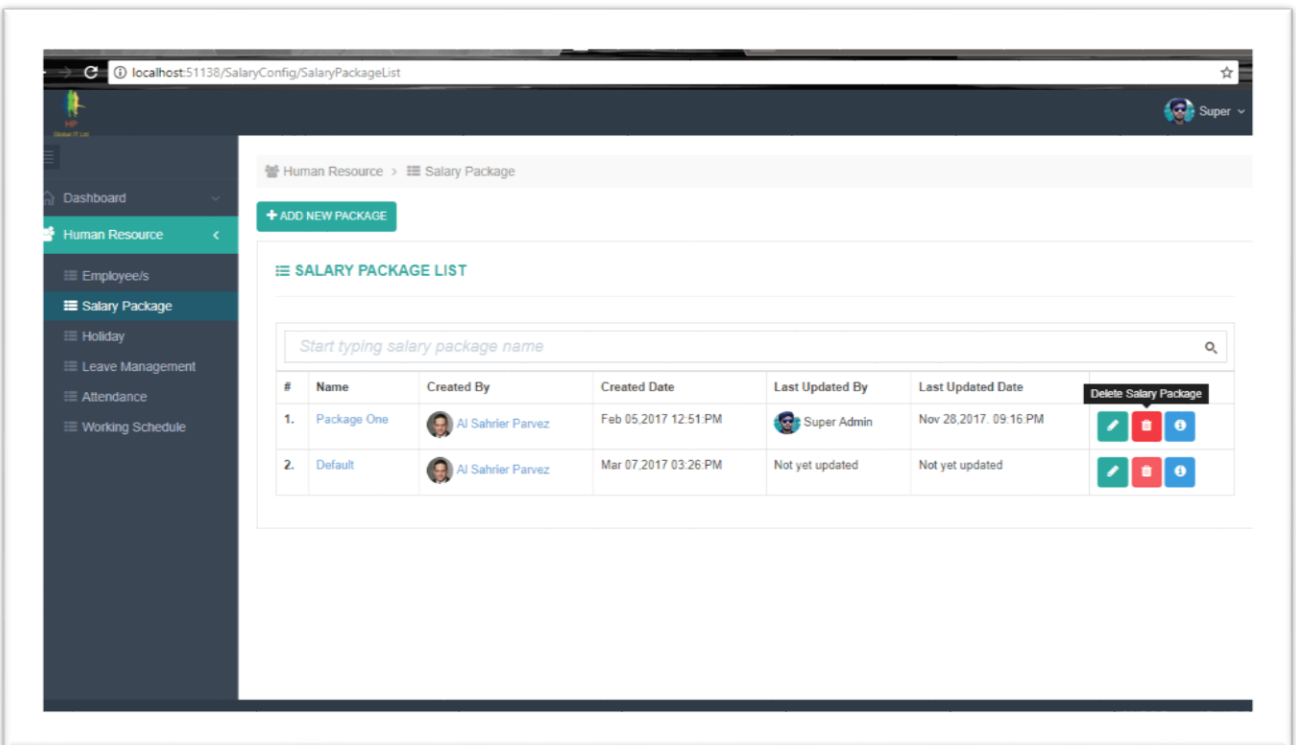 localhost:51138/SalaryConfig/SalaryPackageList
HP
Global IT Ltd
Super
Human Resource > Salary Package
Dashboard
Human Resource
Employee/s
Salary Package
Holiday
Leave Management
Attendance
Working Schedule
+ ADD NEW PACKAGE
SALARY PACKAGE LIST
Start typing salary package name
# Name Created By Created Date Last Updated By Last Updated Date
Delete Salary Package
1. Package One Al Sahrier Parvez Feb 05,2017 12:51:PM Super Admin Nov 28,2017. 09:16:PM
2. Default Al Sahrier Parvez Mar 07,2017 03:26:PM Not yet updated Not yet updated